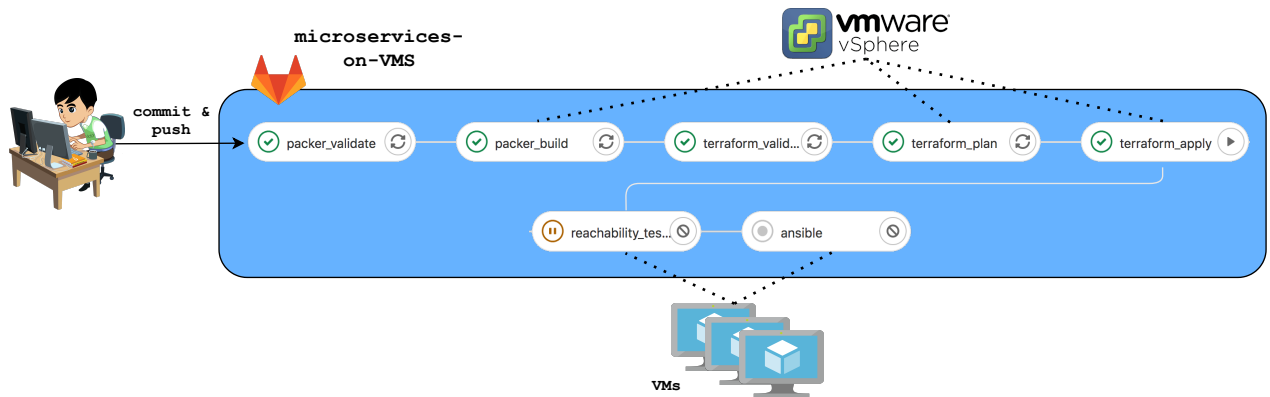 microservices-
on-VMS
vmware®
vSphere
commit &
push
packer_validate
packer_build
terraform_valid...
terraform_plan
terraform_apply
reachability_tes...
ansible
VMs